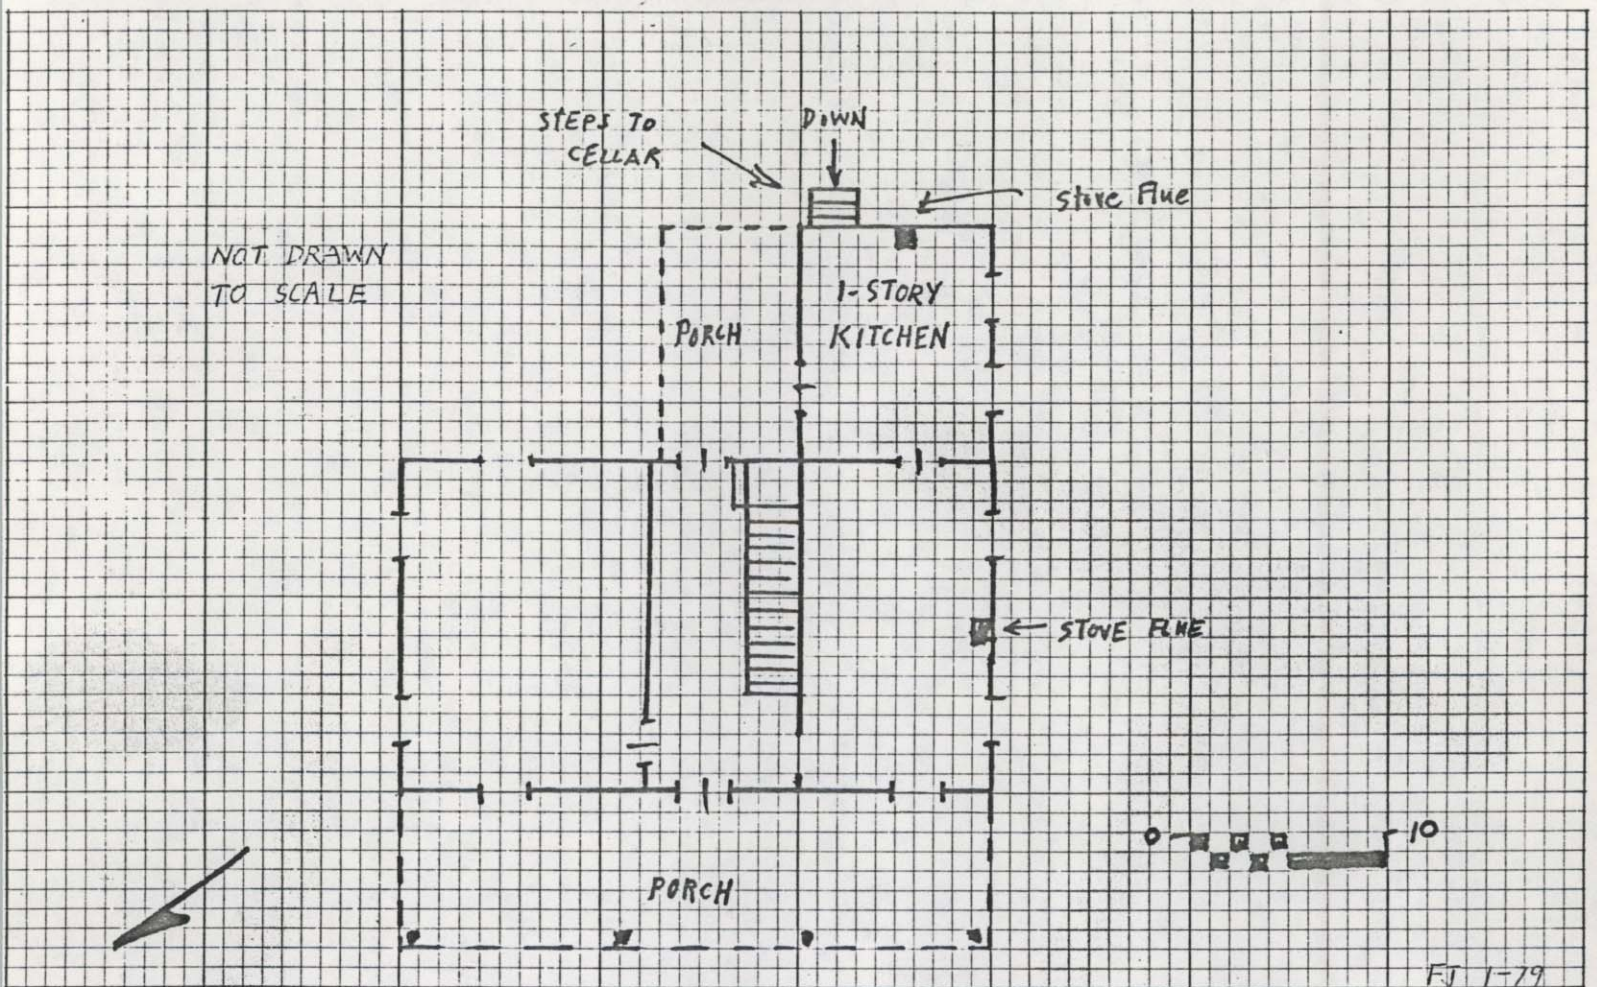 STEPS TO
CELLAR
DOWN
Stove Flue
NOT DRAWN
TO SCALE
1-STORY
KITCHEN
PORCH
STOVE FLUE
0
10
PORCH
FJ 1-79